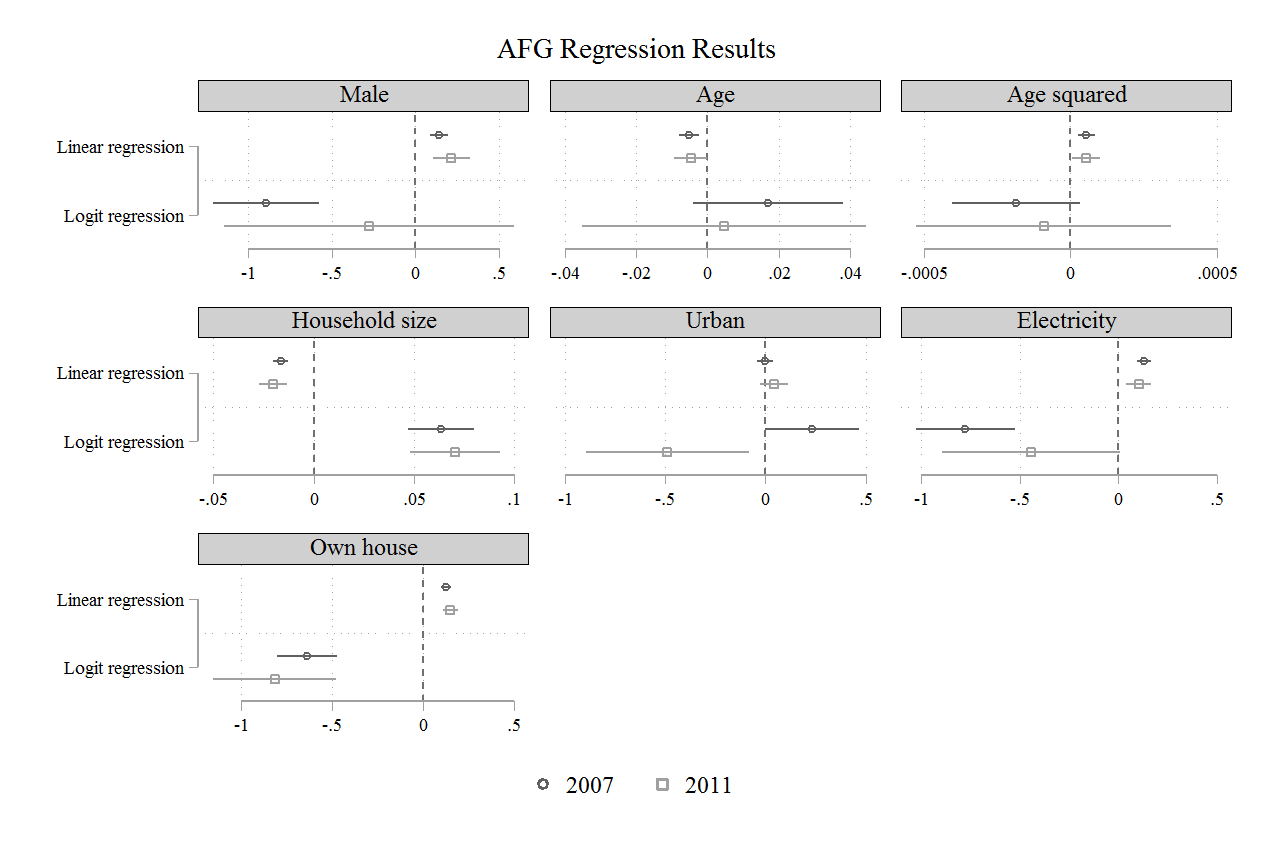 AFG Regression Results
Male Age Age squared
Linear regression
Logit regression
-1 -.5 0 .5 -.04 -.02 0 .02 .04 -.0005 0 .0005
Household size Urban Electricity
Linear regression
Logit regression
-.05 0 .05 .1 -1 -.5 0 .5 -1 -.5 0 .5
Own house
Linear regression
Logit regression
-1 -.5 0 .5
2007 2011